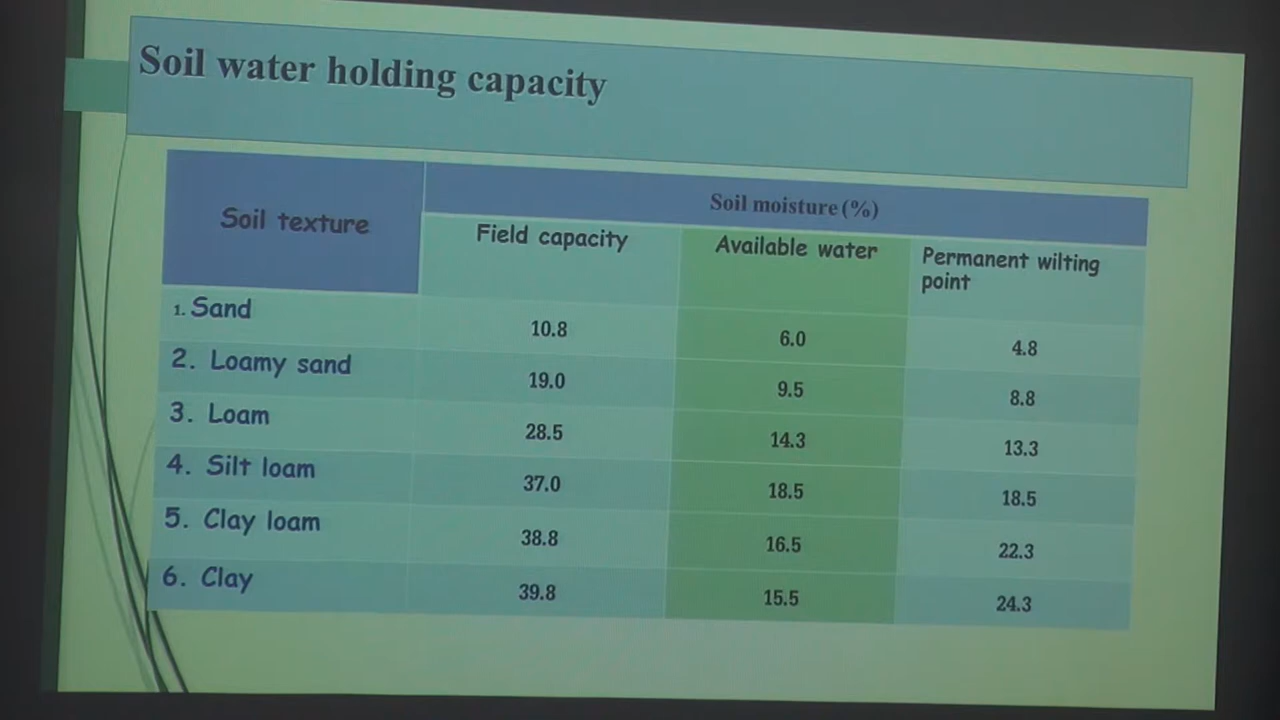 Soil water holding capacity
Soil texture
Soil moisture (%)
Field capacity
Available water
Permanent wilting
point
1. Sand
10.8
6.0
4.8
2. Loamy sand
19.0
9.5
8.8
3. Loam
28.5
14.3
13.3
4. Silt loam
37.0
18.5
18.5
5. Clay loam
38.8
16.5
22.3
6. Clay
39.8
15.5
24.3